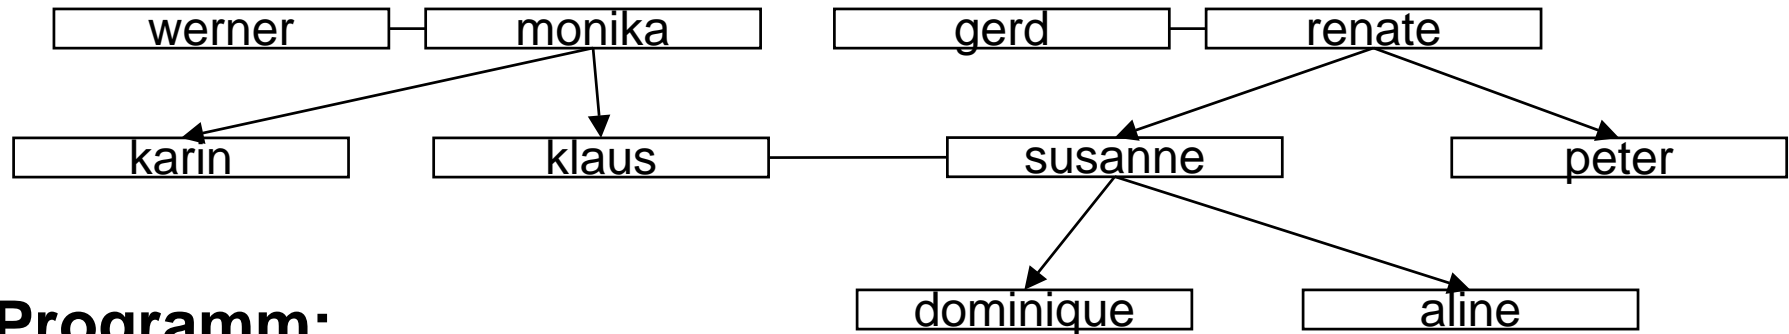 werner monika gerd renate
karin klaus susanne peter
dominique aline
Programm: